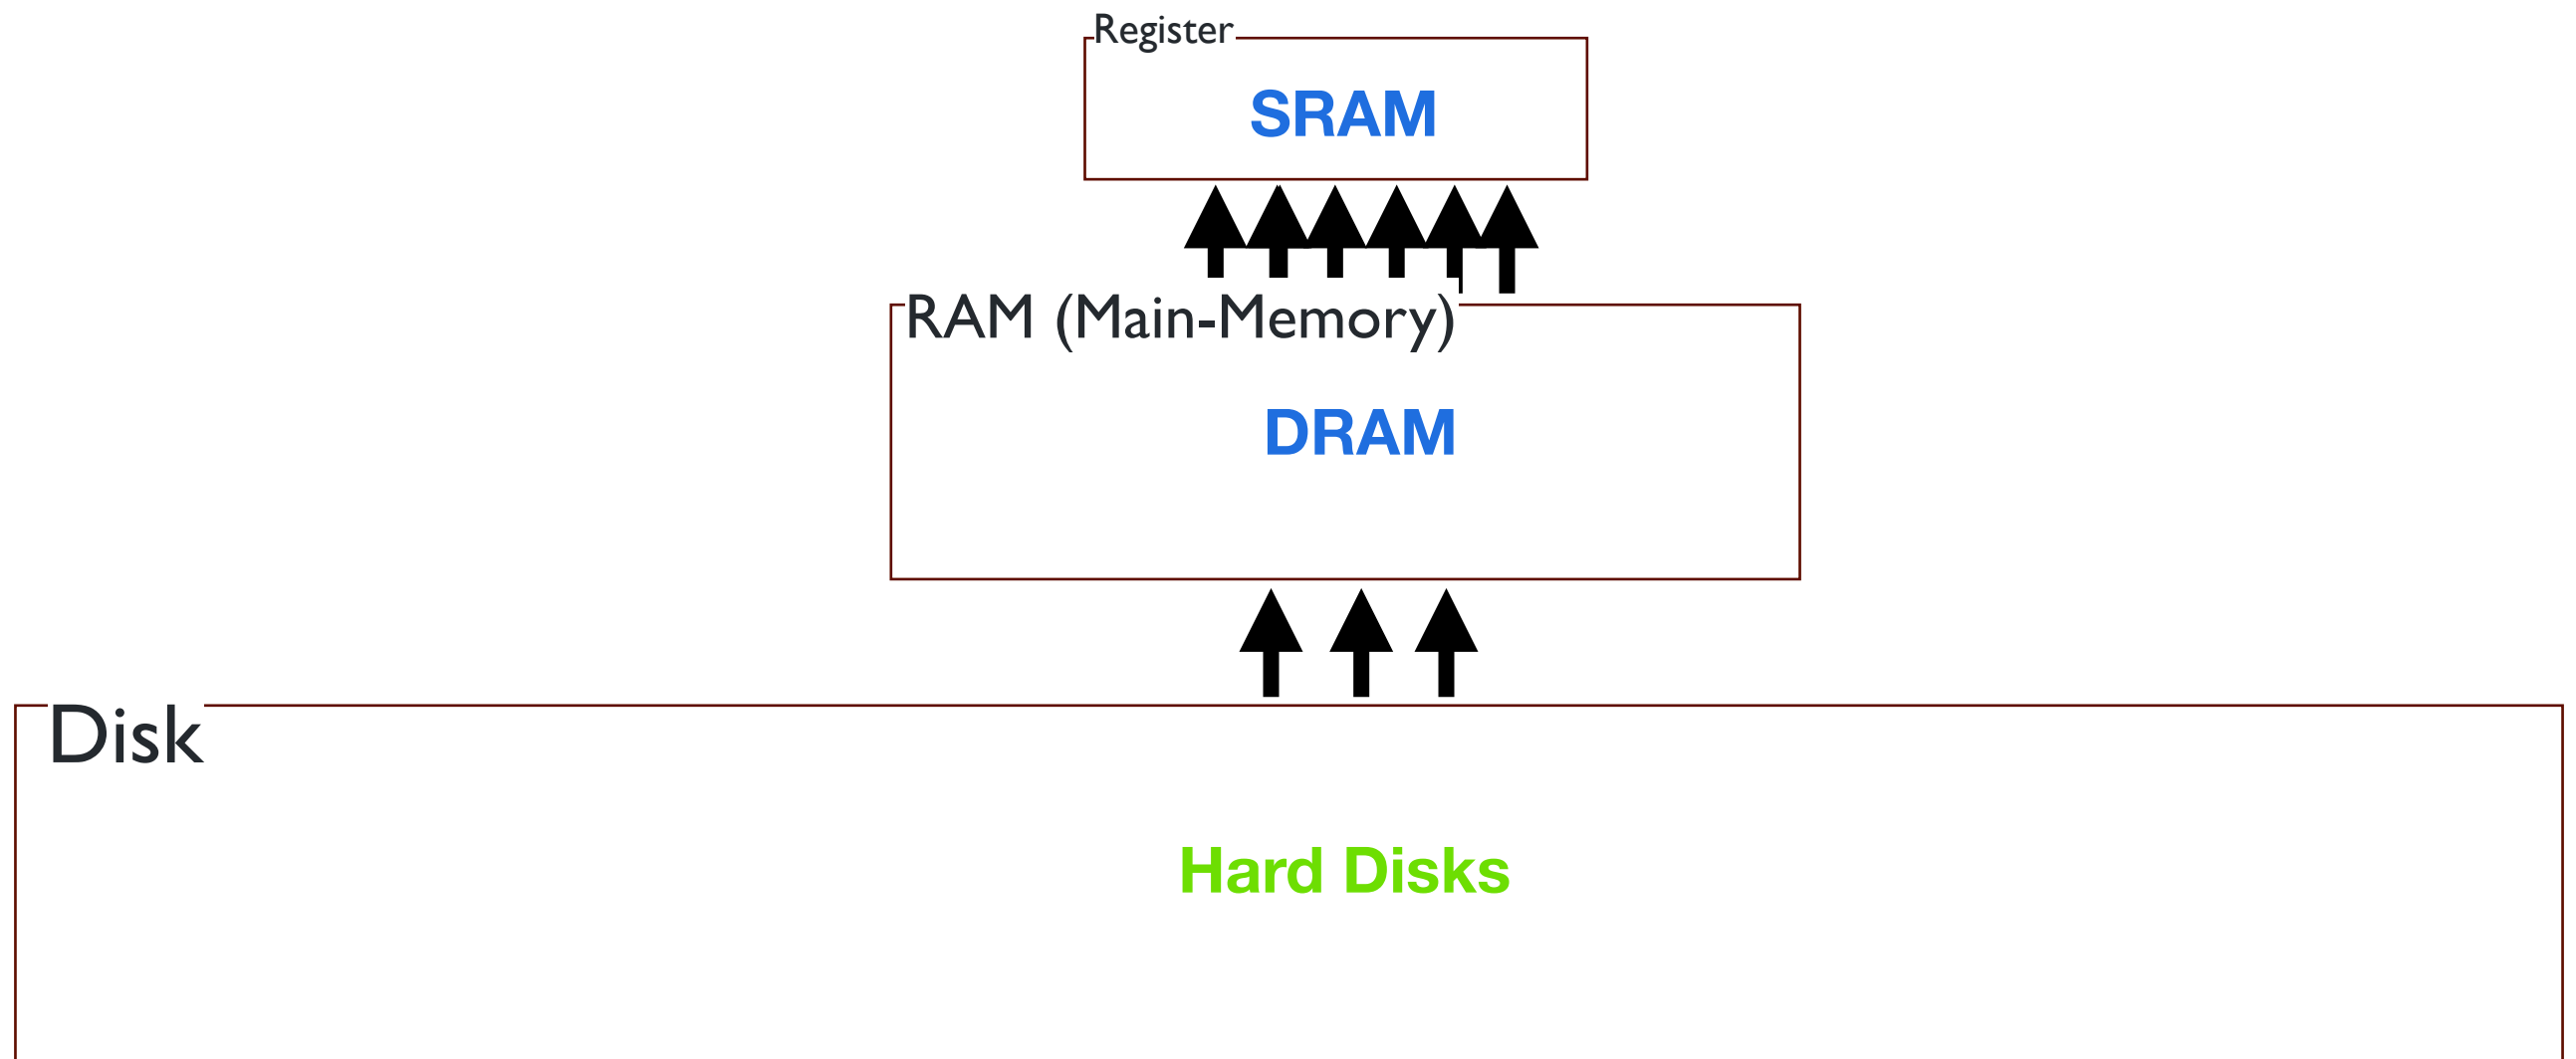 Register
SRAM
RAM (Main-Memory)
DRAM
Disk
Hard Disks